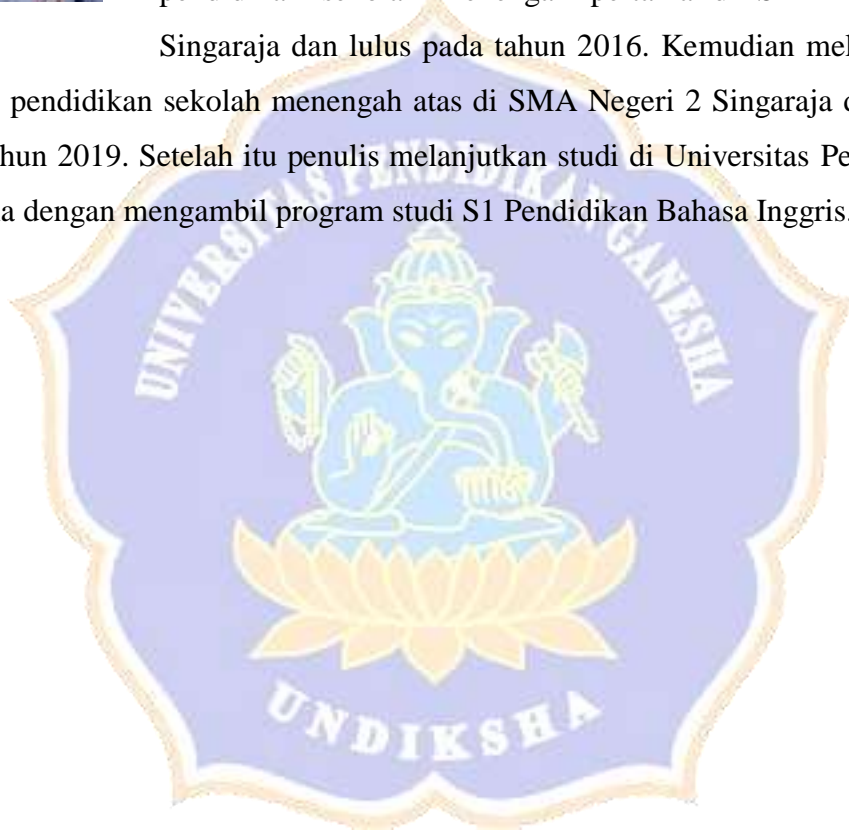 Singaraja dan lulus pada tahun 2016. Kemudian
pendidikan sekolah menengah atas di SMA Negeri 2 Singaraja
2019. Setelah itu penulis melanjutkan studi di Universitas
dengan mengambil program studi S1 Pendidikan Bahasa Inggris.
UNIVERSITAS PENDIDIKAN GANESHA
UNDIKSHA